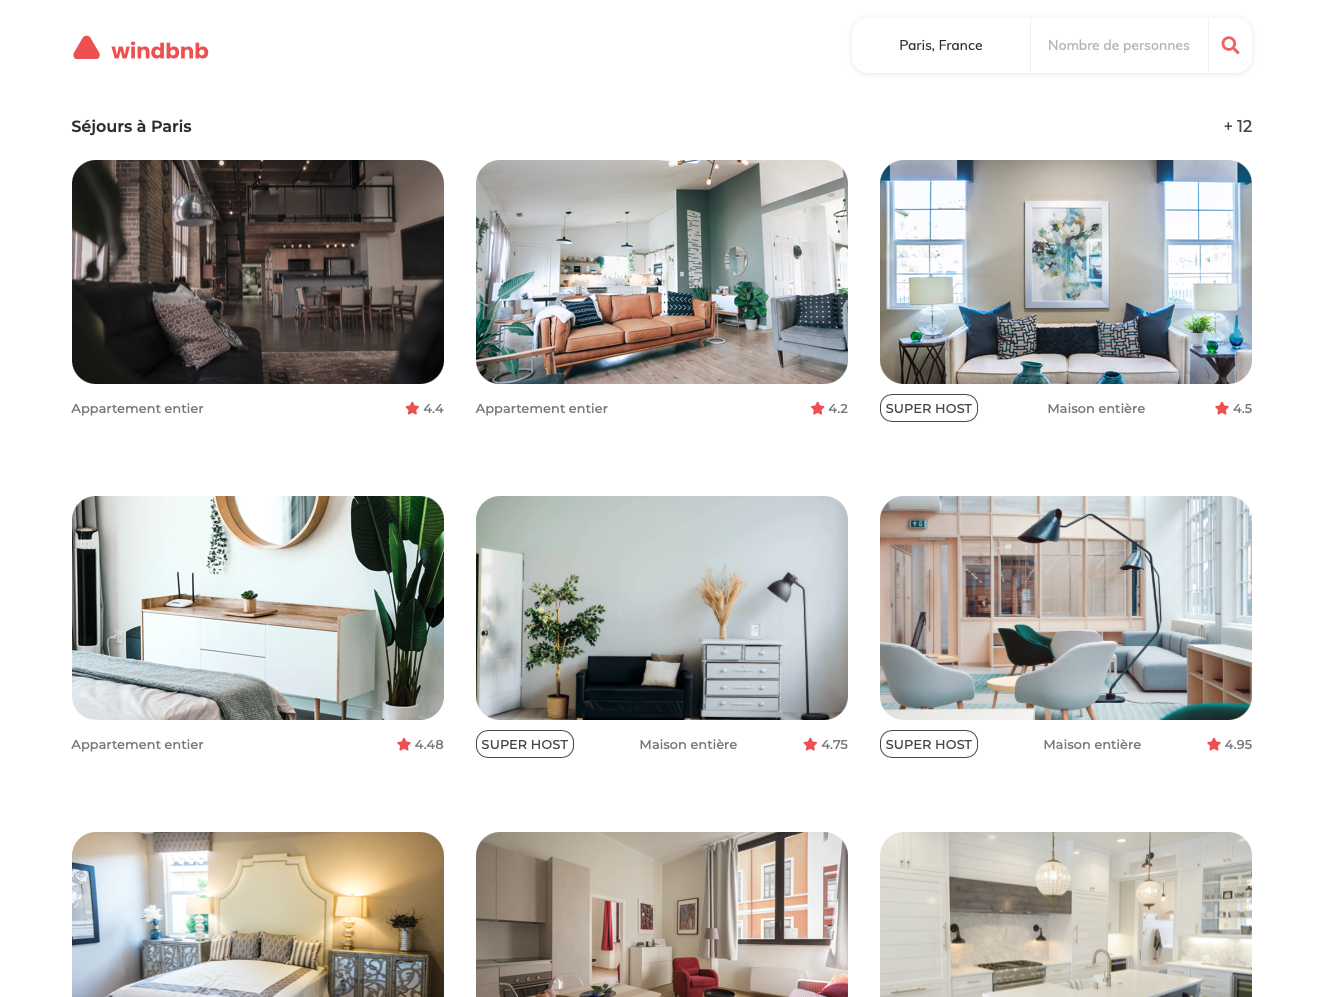 windbnb
Paris, France
Nombre de personnes
Séjours à Paris
+ 12
Appartement entier
4.4
Appartement entier
4.2
SUPER HOST
Maison entière
4.5
Appartement entier
4.48
SUPER HOST
Maison entière
4.75
SUPER HOST
Maison entière
4.95